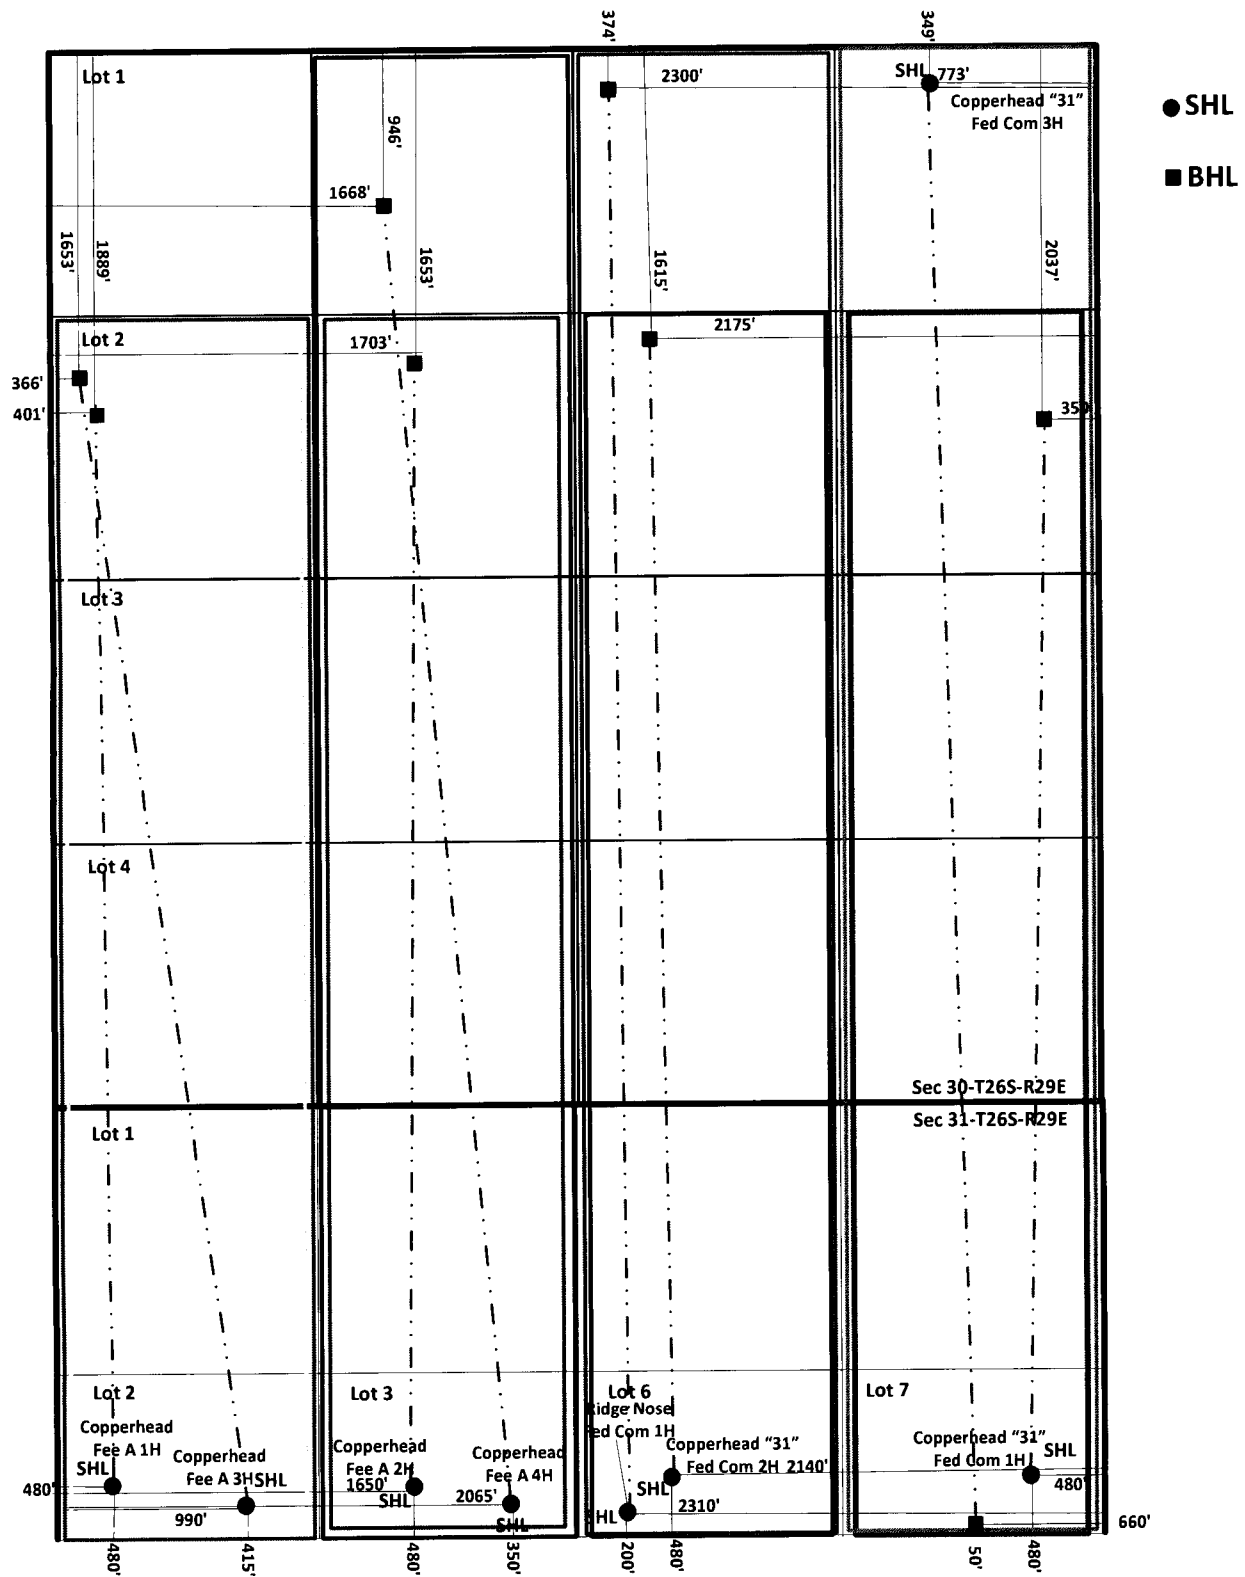 374'
349'
Lot 1
2300'
SHL
773'
Copperhead "31"
Fed Com 3H
SHL
BHL
946'
1668'
1653'
1889'
1653'
1615'
2037'
Lot 2
1703'
2175'
366'
401'
350
Lot 3
Lot 4
Sec 30-T26S-R29E
Sec 31-T26S-R29E
Lot 1
Lot 2
Lot 3
Lot 6
Lot 7
Copperhead
Fee A 1H
SHL
Copperhead
Fee A 3H
SHL
Copperhead
Fee A 2H
1650'
SHL
Copperhead
Fee A 4H
2065'
SHL
Ridge Nose
Fed Com 1H
SHL
Copperhead "31"
Fed Com 2H
2140'
SHL
2310'
Copperhead "31"
Fed Com 1H
SHL
480'
480'
990'
660'
480'
415'
480'
350'
200'
480'
50'
480'